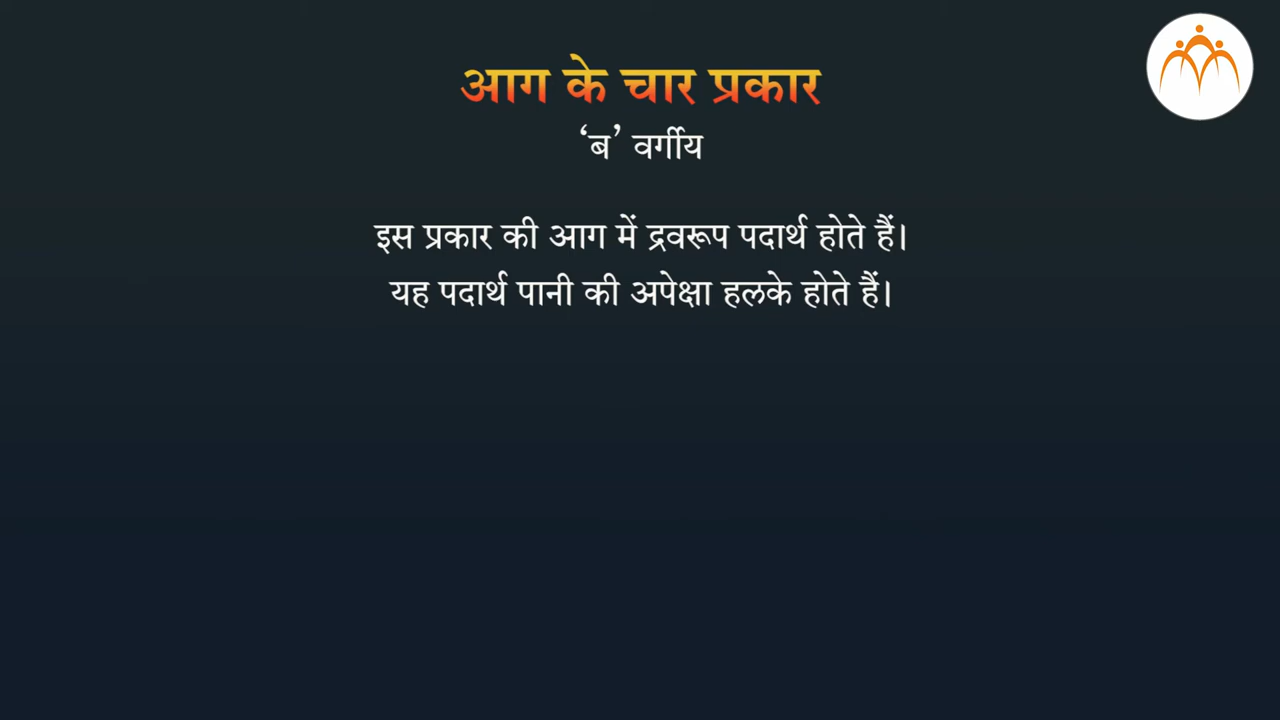 आग के चार प्रकार
‘ब’ वर्गीय
इस प्रकार की आग में द्रवरूप पदार्थ होते हैं।
यह पदार्थ पानी की अपेक्षा हलके होते हैं।